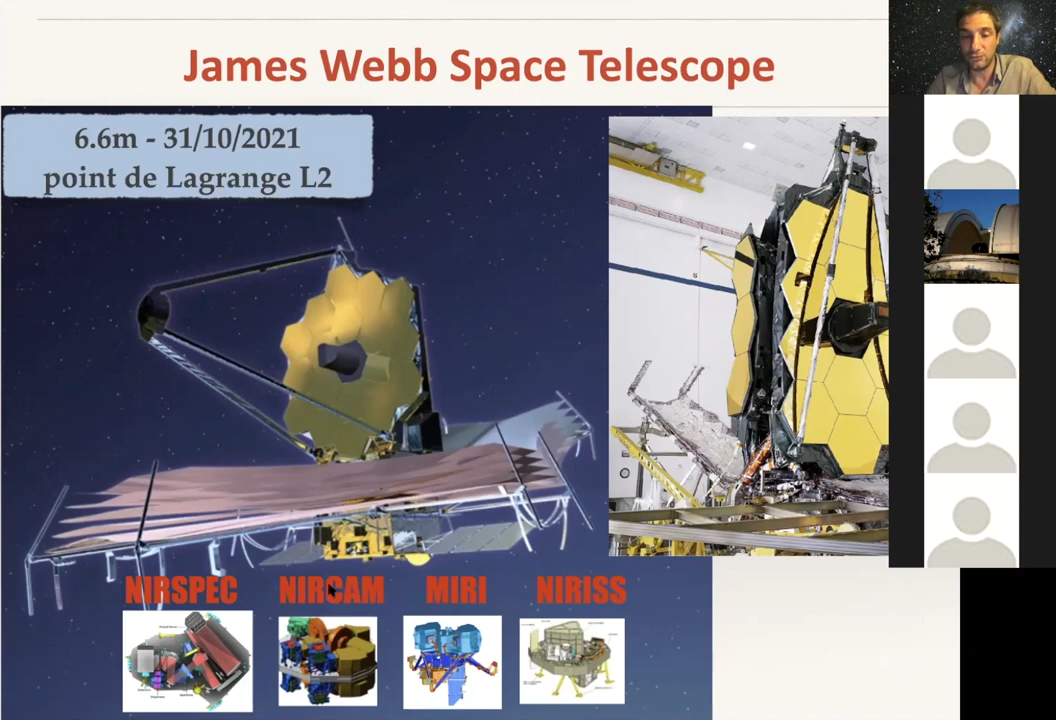 James Webb Space Telescope
6.6m - 31/10/2021
point de Lagrange L2
NIRSPEC
NIRCAM
MIRI
NIRISS